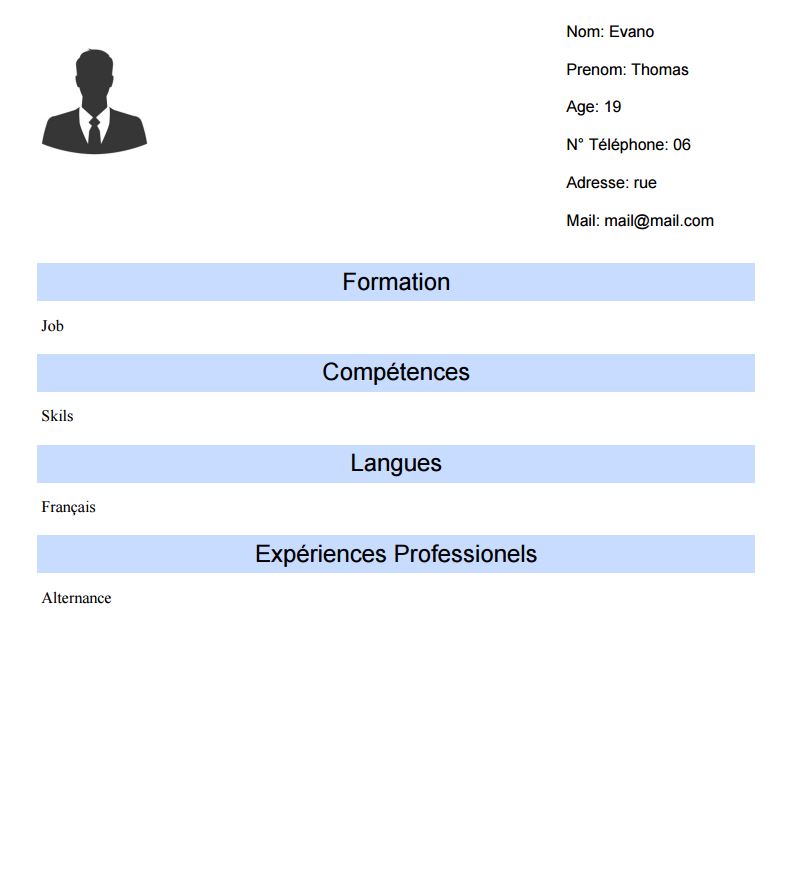 Nom: Evano
Prenom: Thomas
Age: 19
N° Téléphone: 06
Adresse: rue
Mail: mail@mail.com
Formation
Job
Compétences
Skils
Langues
Français
Expériences Professionels
Alternance